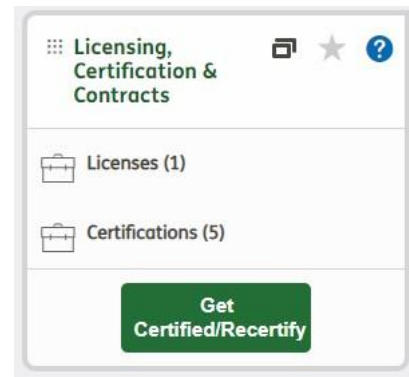 Licensing,
Certification &
Contracts
?
Licenses (1)
Certifications (5)
Get
Certified/Recertify